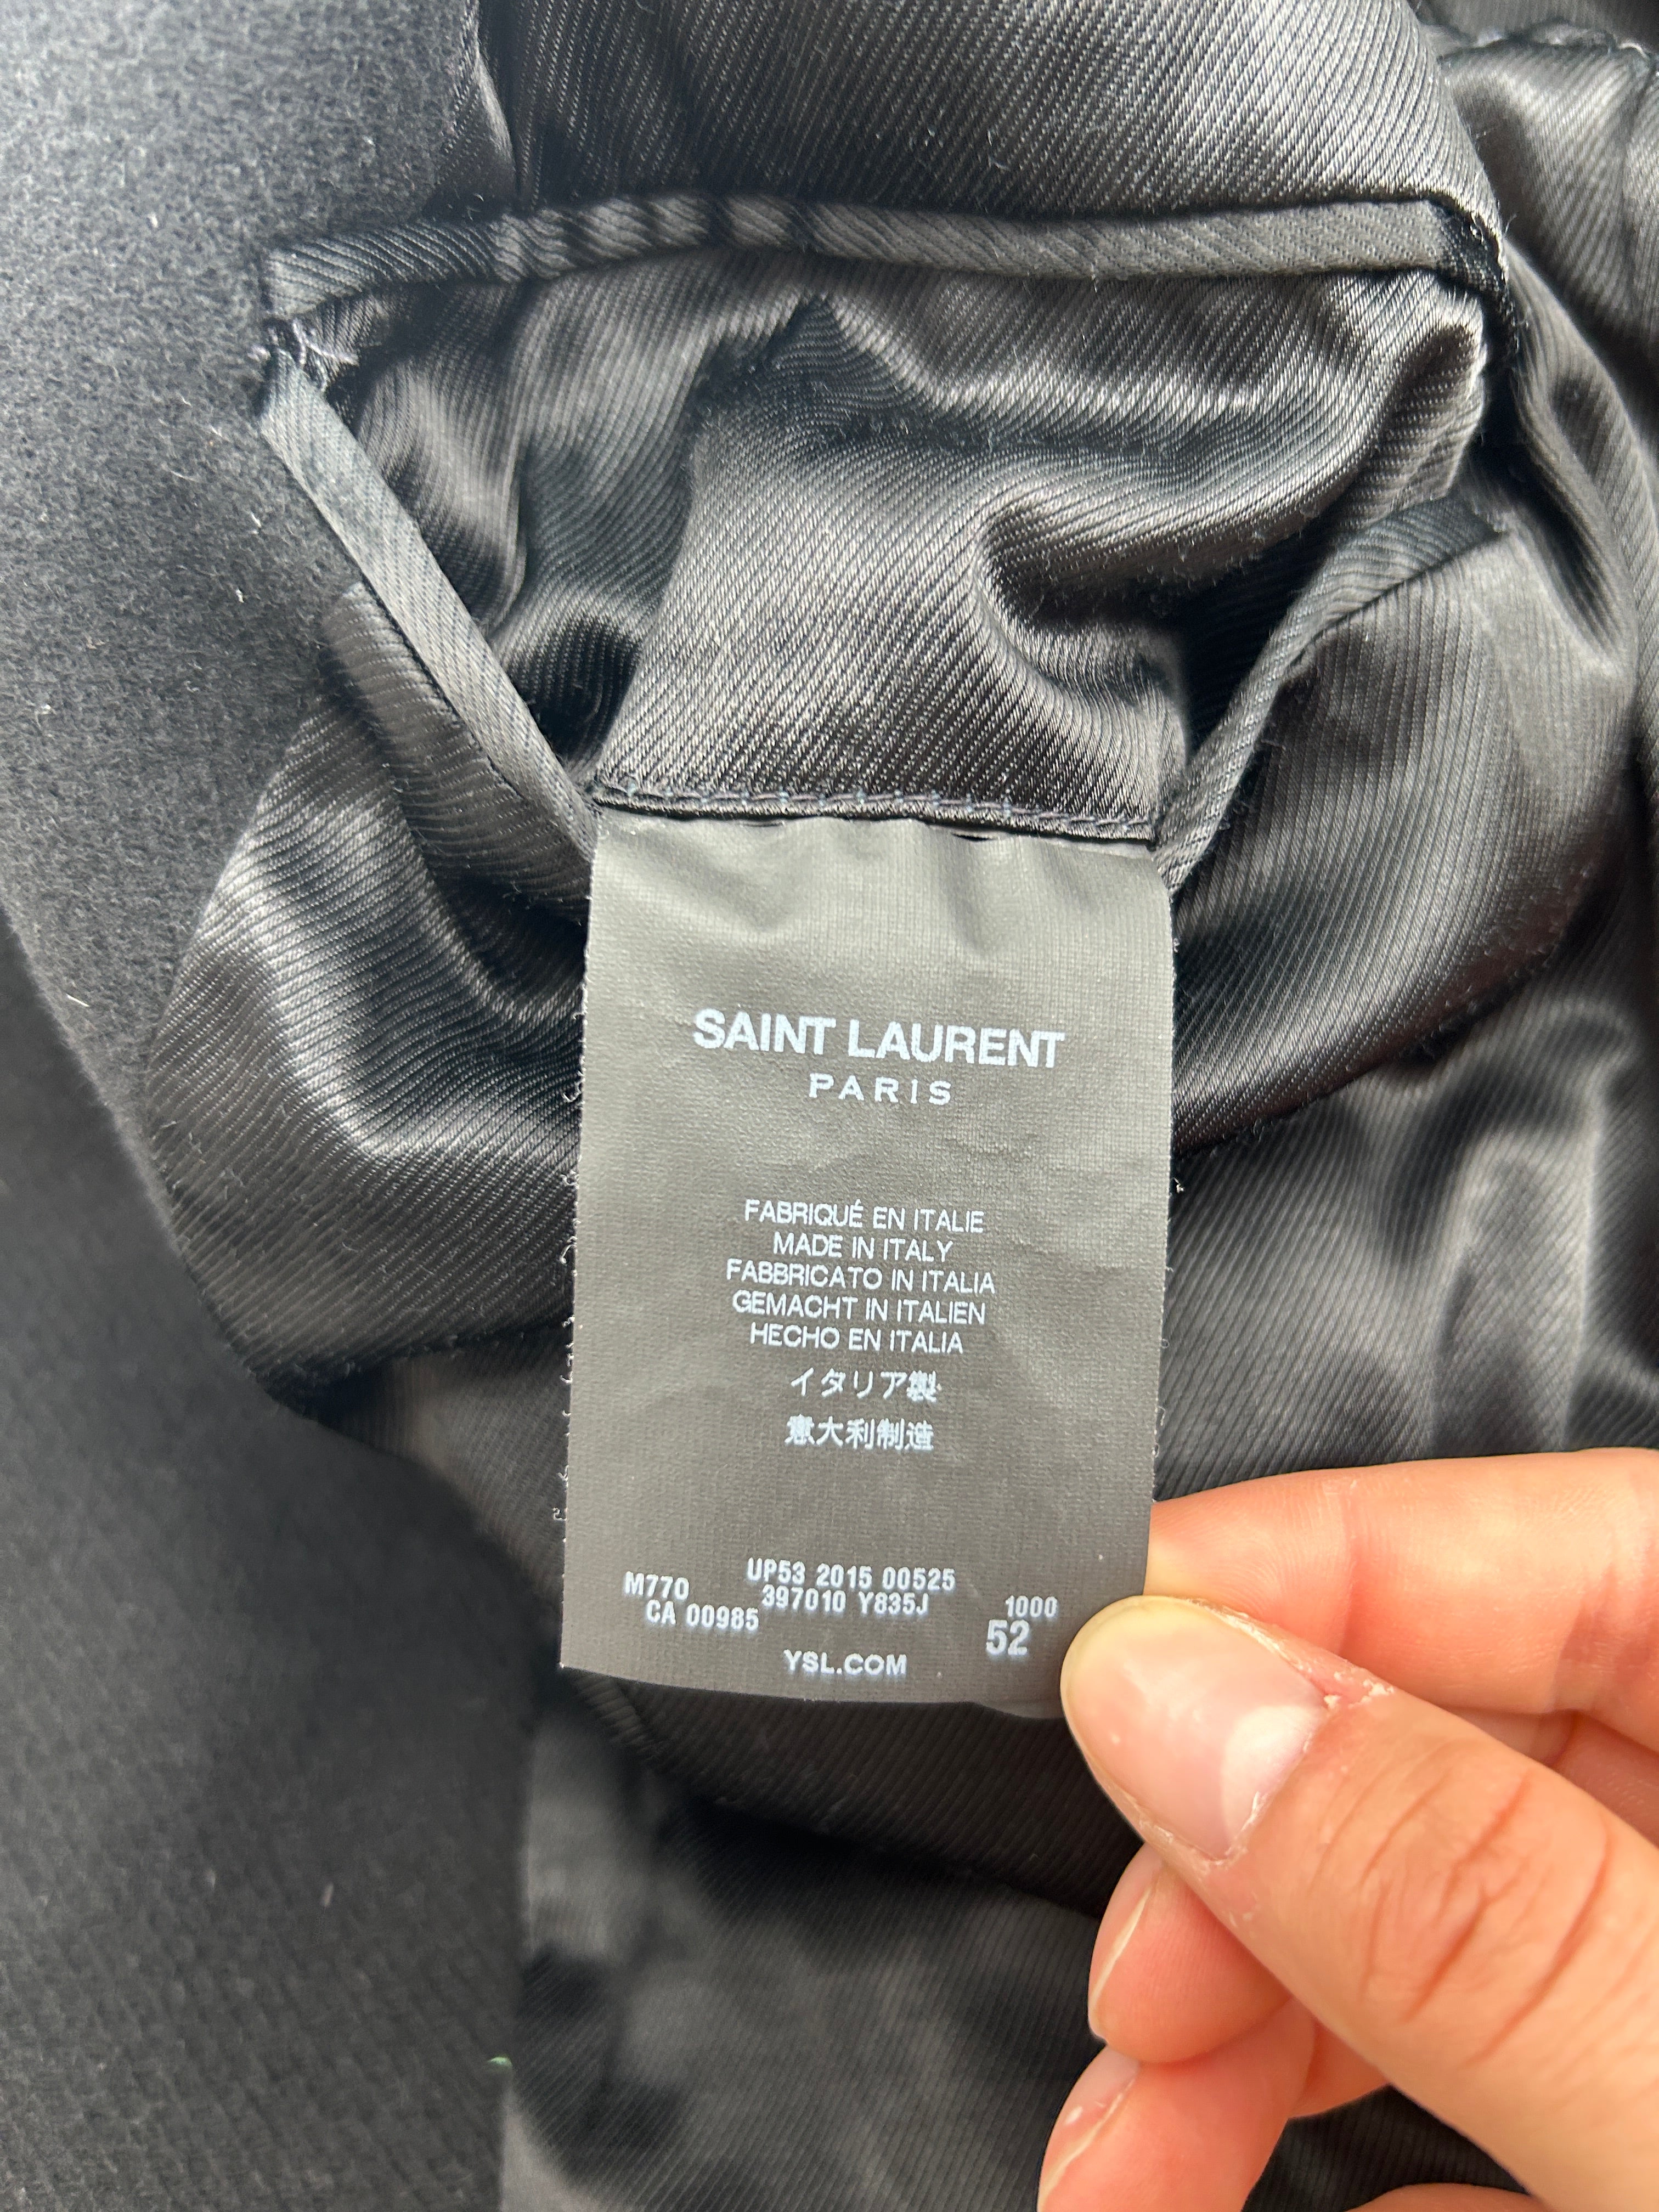 SAINT LAURENT
PARIS
FABRIQUÉ EN ITALIE
MADE IN ITALY
FABBRICATO IN ITALIA
GEMACHT IN ITALIEN
HECHO EN ITALIA
イタリア製
意大利制造
UP53 2015 00525
M770 397010 Y835J 1000
CA 00985 52
YSL.COM